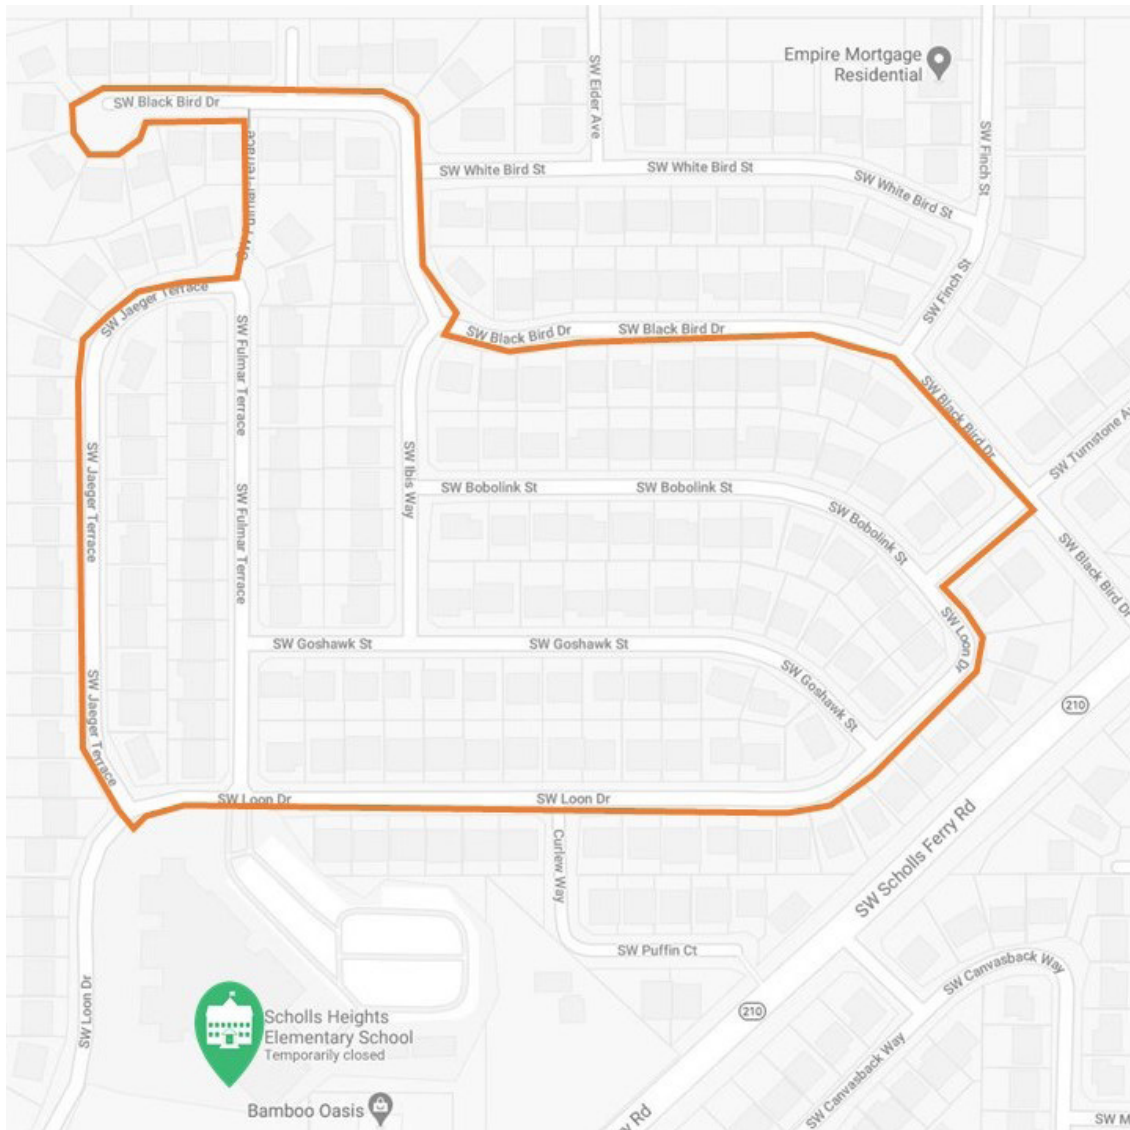 SW Black Bird Dr
SW Eider Ave
Empire Mortgage
Residential
SW Finch St
SW White Bird St
SW White Bird St
SW White Bird St
SW Fulmar Terrace
SW Finch St
SW Jaeger Terrace
SW Black Bird Dr
SW Black Bird Dr
SW Fulmar Terrace
SW Black Bird Dr
SW Turnstone A
SW Jaeger Terrace
SW Ibis Way
SW Bobolink St
SW Bobolink St
SW Bobolink St
SW Fulmar Terrace
SW Black Bird Dr
SW Loon Dr
SW Goshawk St
SW Goshawk St
SW Goshawk St
SW Jaeger Terrace
210
SW Loon Dr
SW Loon Dr
Curlew Way
SW Scholls Ferry Rd
SW Puffin Ct
SW Canvasback Way
SW Loon Dr
210
Scholls Heights
Elementary School
Temporarily closed
SW Canvasback Way
Bamboo Oasis
y Rd
SW M